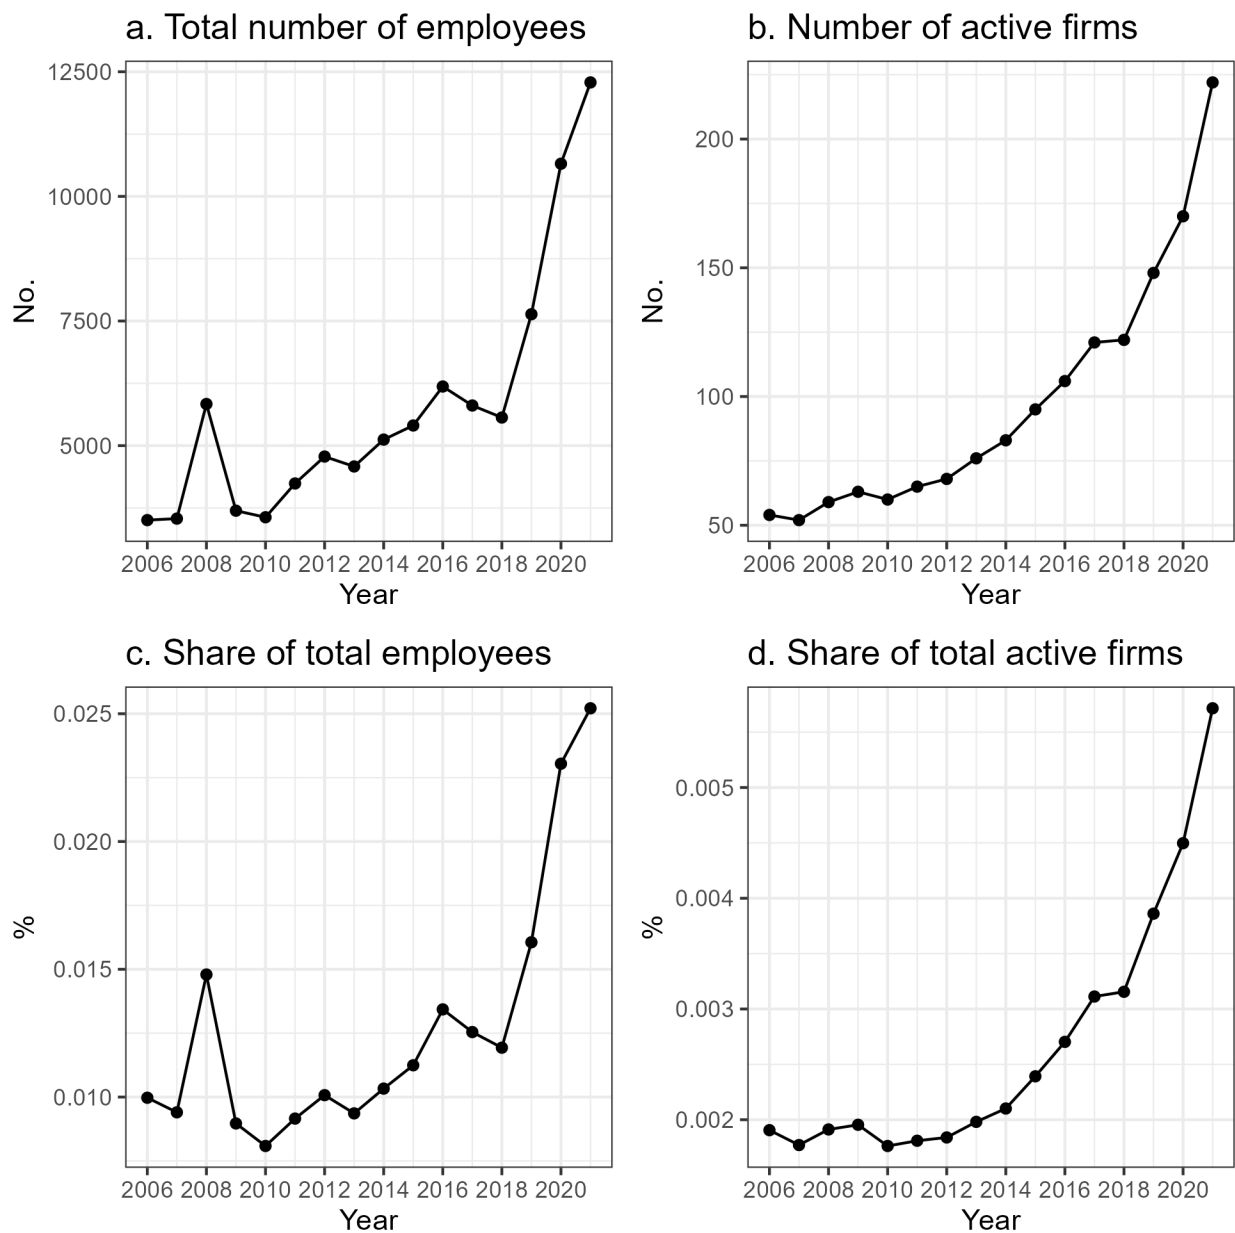 a. Total number of employees
12500
10000
7500
5000
No.
2006 2008 2010 2012 2014 2016 2018 2020
Year
b. Number of active firms
200
150
100
50
No.
2006 2008 2010 2012 2014 2016 2018 2020
Year
c. Share of total employees
0.025
0.020
0.015
0.010
%
2006 2008 2010 2012 2014 2016 2018 2020
Year
d. Share of total active firms
0.005
0.004
0.003
0.002
%
2006 2008 2010 2012 2014 2016 2018 2020
Year